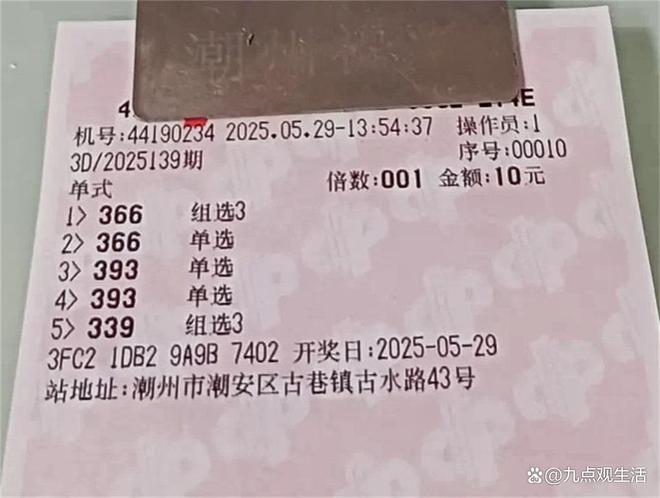 潮州
机号:44190234 2025.05.29-13:54:37 操作员:1
3D/2025139期 序号:00010
单式 倍数:001 金额:10元
1> 366 组选3
2> 366 单选
3> 393 单选
4> 393 单选
5> 339 组选3
3FC2 1DB2 9A9B 7402 开奖日:2025-05-29
站地址:潮州市潮安区古巷镇古水路43号
@九点观生活